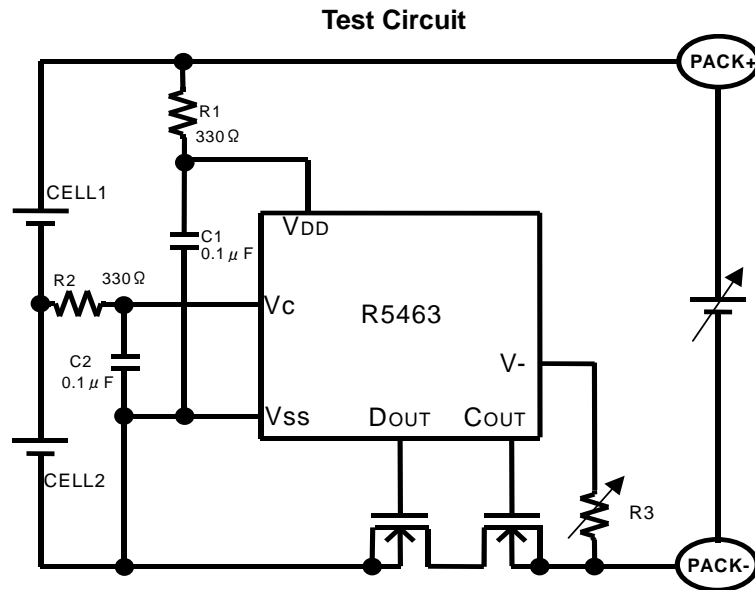 Test Circuit
PACK+
R1
330Ω
CELL1
VDD
C1
0.1μF
R2
330Ω
Vc
R5463
C2
0.1μF
V-
Vss
DOUT
COUT
CELL2
R3
PACK-